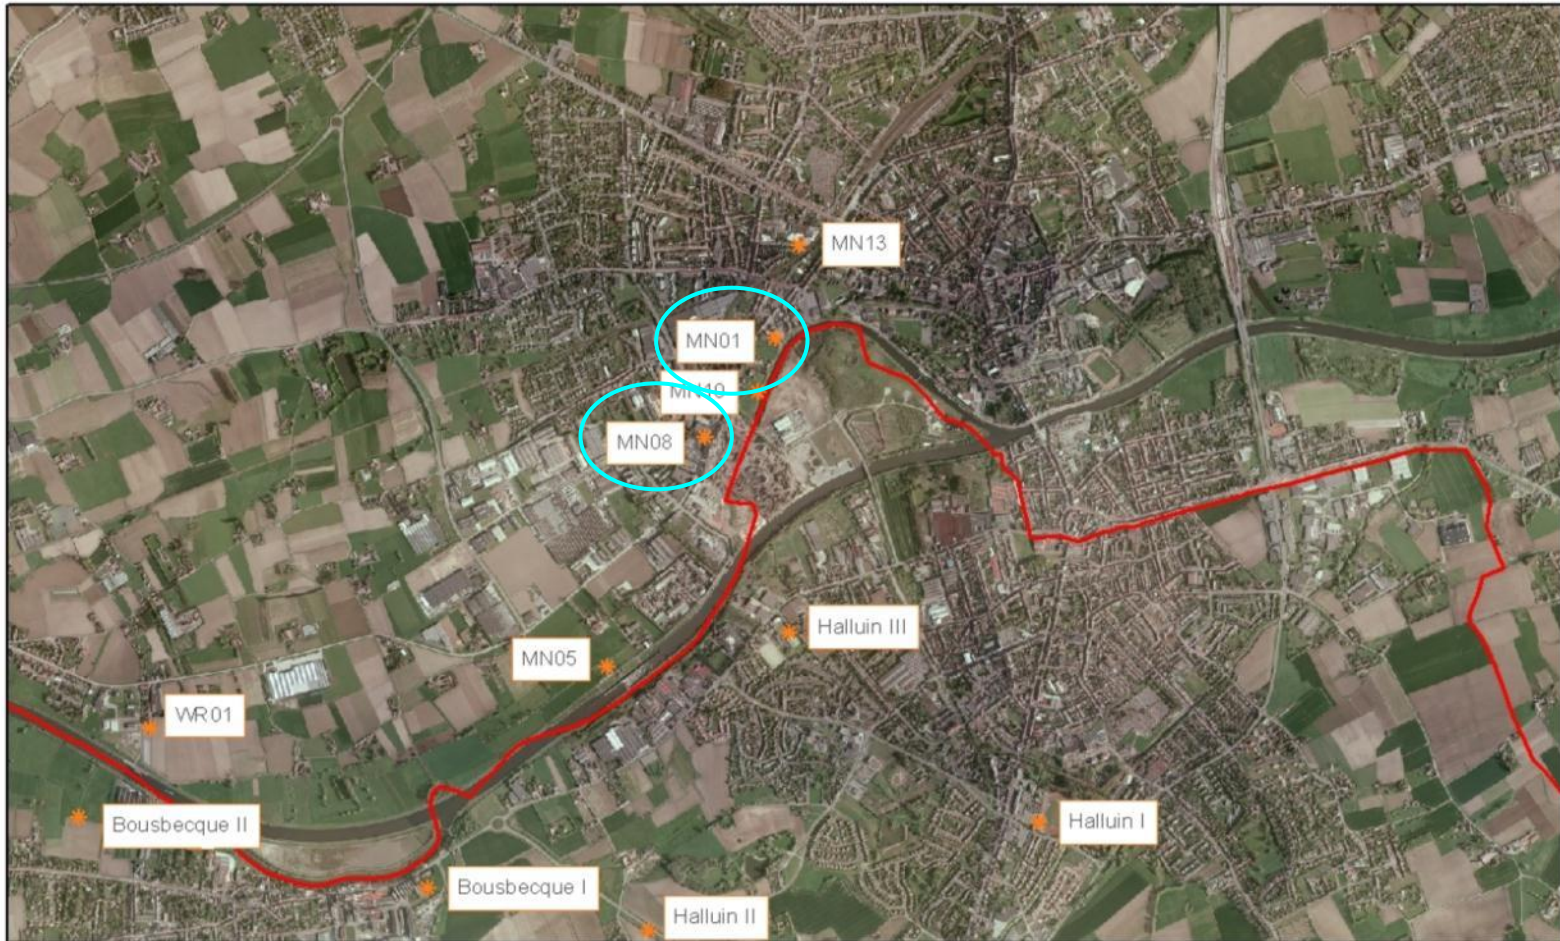 MN13
MN01
MN08
Halluin III
MN05
WR01
Bousbecque II
Halluin I
Bousbecque I
Halluin II